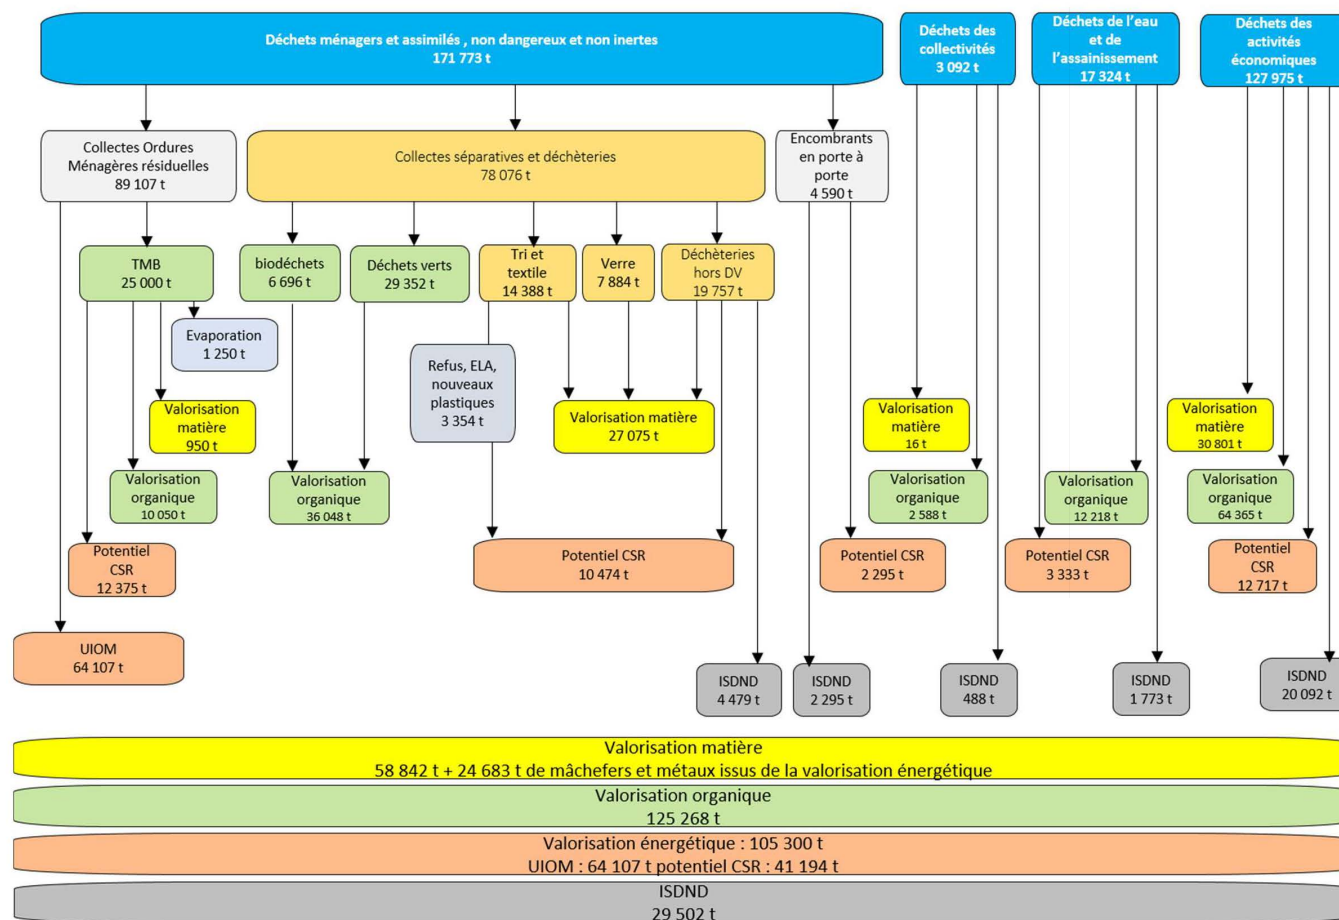 Déchets ménagers et assimilés , non dangereux et non inertes
171 773 t
Déchets des
collectivités
3 092 t
Déchets de l’eau
et de
l’assainissement
17 324 t
Déchets des
activités
économiques
127 975 t
Collectes Ordures
Ménagères résiduelles
89 107 t
Collectes séparatives et déchèteries
78 076 t
Encombrants
en porte à
porte
4 590 t
TMB
25 000 t
biodéchets
6 696 t
Déchets verts
29 352 t
Tri et
textile
14 388 t
Verre
7 884 t
Déchèteries
hors DV
19 757 t
Evaporation
1 250 t
Refus, ELA,
nouveaux
plastiques
3 354 t
Valorisation
matière
950 t
Valorisation matière
27 075 t
Valorisation
matière
16 t
Valorisation
matière
30 801 t
Valorisation
organique
10 050 t
Valorisation
organique
36 048 t
Valorisation
organique
2 588 t
Valorisation
organique
12 218 t
Valorisation
organique
64 365 t
Potentiel
CSR
12 375 t
Potentiel CSR
10 474 t
Potentiel CSR
2 295 t
Potentiel CSR
3 333 t
Potentiel
CSR
12 717 t
UIOM
64 107 t
ISDND
4 479 t
ISDND
2 295 t
ISDND
488 t
ISDND
1 773 t
ISDND
20 092 t
Valorisation matière
58 842 t + 24 683 t de mâchefers et métaux issus de la valorisation énergétique
Valorisation organique
125 268 t
Valorisation énergétique : 105 300 t
UIOM : 64 107 t potentiel CSR : 41 194 t
ISDND
29 502 t